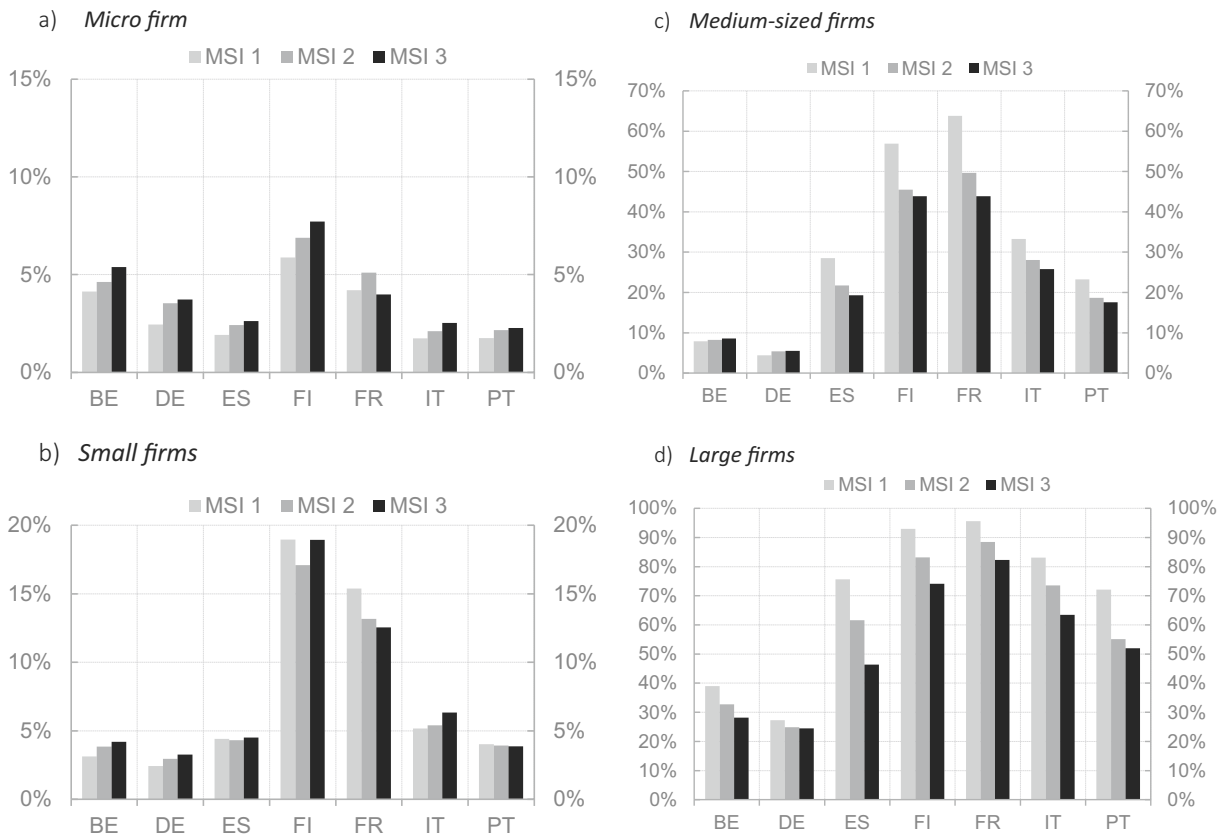 a) Micro firm
MSI 1 MSI 2 MSI 3
15% 15%
10% 10%
5% 5%
0% 0%
BE DE ES FI FR IT PT
b) Small firms
MSI 1 MSI 2 MSI 3
20% 20%
15% 15%
10% 10%
5% 5%
0% 0%
BE DE ES FI FR IT PT
c) Medium-sized firms
MSI 1 MSI 2 MSI 3
70% 70%
60% 60%
50% 50%
40% 40%
30% 30%
20% 20%
10% 10%
0% 0%
BE DE ES FI FR IT PT
d) Large firms
MSI 1 MSI 2 MSI 3
100% 100%
90% 90%
80% 80%
70% 70%
60% 60%
50% 50%
40% 40%
30% 30%
20% 20%
10% 10%
0% 0%
BE DE ES FI FR IT PT